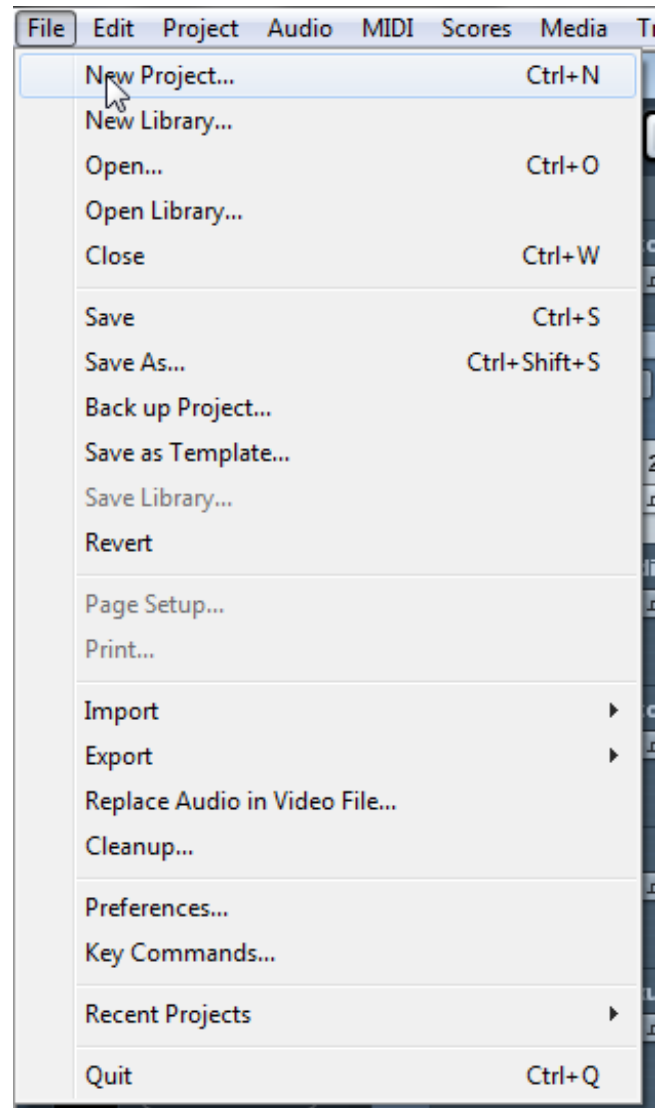 File Edit Project Audio MIDI Scores Media
New Project... Ctrl+N
New Library...
Open... Ctrl+O
Open Library...
Close Ctrl+W
Save Ctrl+S
Save As... Ctrl+Shift+S
Back up Project...
Save as Template...
Save Library...
Revert
Page Setup...
Print...
Import
Export
Replace Audio in Video File...
Cleanup...
Preferences...
Key Commands...
Recent Projects
Quit Ctrl+Q